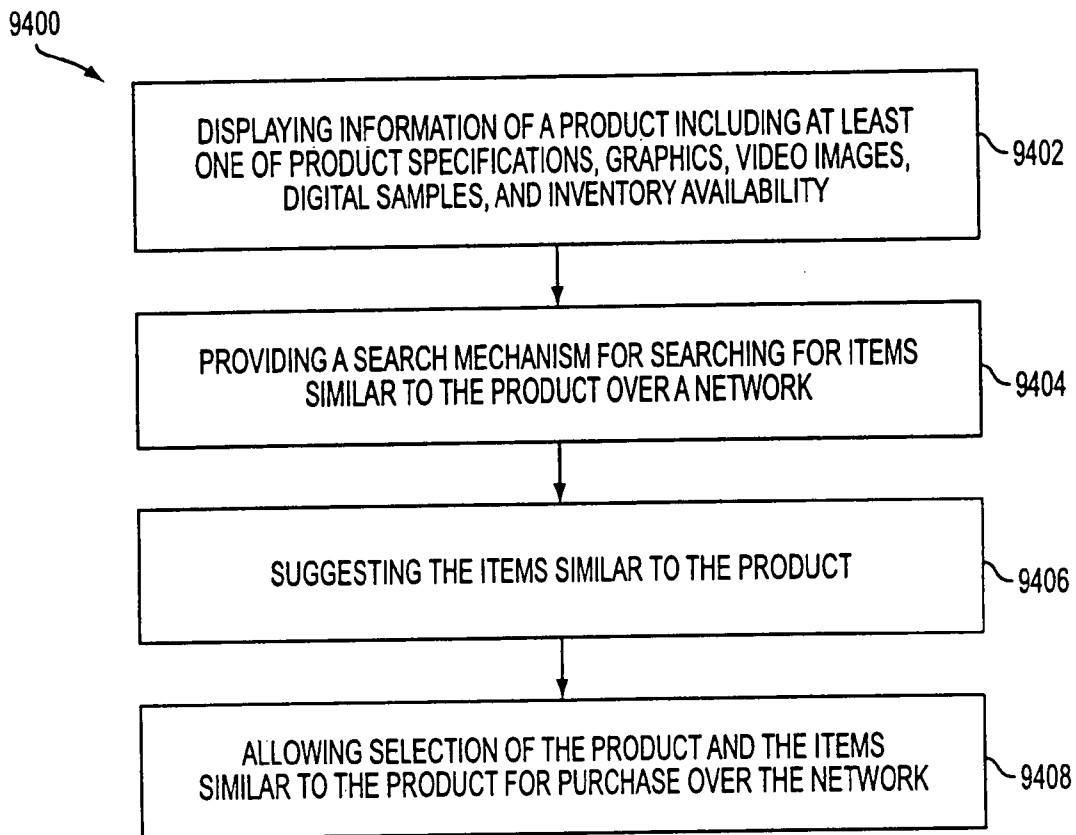 9400
DISPLAYING INFORMATION OF A PRODUCT INCLUDING AT LEAST
ONE OF PRODUCT SPECIFICATIONS, GRAPHICS, VIDEO IMAGES,
DIGITAL SAMPLES, AND INVENTORY AVAILABILITY
9402
PROVIDING A SEARCH MECHANISM FOR SEARCHING FOR ITEMS
SIMILAR TO THE PRODUCT OVER A NETWORK
9404
SUGGESTING THE ITEMS SIMILAR TO THE PRODUCT
9406
ALLOWING SELECTION OF THE PRODUCT AND THE ITEMS
SIMILAR TO THE PRODUCT FOR PURCHASE OVER THE NETWORK
9408